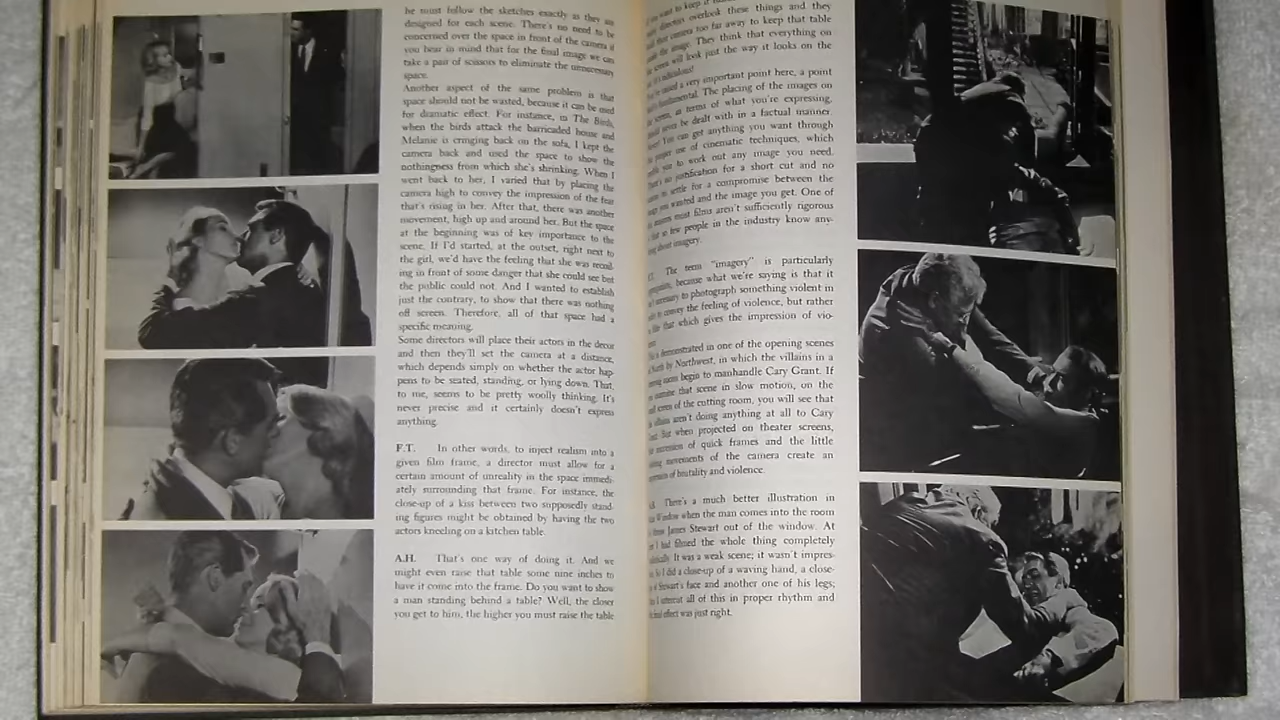 he must follow the sketches exactly as they are
designed for each scene. There's no need to be
concerned over the space in front of the camera if
you bear in mind that for the final image we can
take a pair of scissors to eliminate the unnecessary
space.
Another aspect of the same problem is that
space should not be wasted, because it can be used
for dramatic effect. For instance, in The Birds,
when the birds attack the barricaded house and
Melanie is cringing back on the sofa, I kept the
camera back and used the space to show the
nothingness from which she's shrinking. When I
went back to her, I varied that by placing the
camera high to convey the impression of the fear
that's rising in her. After that, there was another
movement, high up and around her. But the space
at the beginning was of key importance to the
scene. If I'd started, at the outset, right next to
the girl, we'd have the feeling that she was recoil-
ing in front of some danger that she could see but
the public could not. And I wanted to establish
just the contrary, to show that there was nothing
off screen. Therefore, all of that space had a
specific meaning.
Some directors will place their actors in the decor
and then they'll set the camera at a distance,
which depends simply on whether the actor hap-
pens to be seated, standing, or lying down. That,
to me, seems to be pretty woolly thinking. It's
never precise and it certainly doesn't express
anything.
F.T. In other words, to inject realism into a
given film frame, a director must allow for a
certain amount of unreality in the space immedi-
ately surrounding that frame. For instance, the
close-up of a kiss between two supposedly stand-
ing figures might be obtained by having the two
actors kneeling on a kitchen table.
A.H. That's one way of doing it. And we
might even raise that table some nine inches to
have it come into the frame. Do you want to show
a man standing behind a table? Well, the closer
you get to him, the higher you must raise the table
you want to keep it
directors overlook these things and they
camera too far away to keep that table
the image. They think that everything on
screen will look just the way it looks on the
ridiculous!
raised a very important point here, a point
fundamental. The placing of the images on
screen, in terms of what you're expressing,
never be dealt with in a factual manner.
You can get anything you want through
proper use of cinematic techniques, which
you to work out any image you need.
There's no justification for a short cut and no
to settle for a compromise between the
you wanted and the image you get. One of
reasons most films aren't sufficiently rigorous
that so few people in the industry know any-
about imagery.
The term "imagery" is particularly
because what we're saying is that it
necessary to photograph something violent in
to convey the feeling of violence, but rather
that which gives the impression of vio-
demonstrated in one of the opening scenes
North by Northwest, in which the villains in a
room begin to manhandle Cary Grant. If
examine that scene in slow motion, on the
screen of the cutting room, you will see that
villains aren't doing anything at all to Cary
But when projected on theater screens,
succession of quick frames and the little
movements of the camera create an
of brutality and violence.
There's a much better illustration in
Window when the man comes into the room
James Stewart out of the window. At
I had filmed the whole thing completely
It was a weak scene; it wasn't impres-
So I did a close-up of a waving hand, a close-
Stewart's face and another one of his legs;
I intercut all of this in proper rhythm and
final effect was just right.